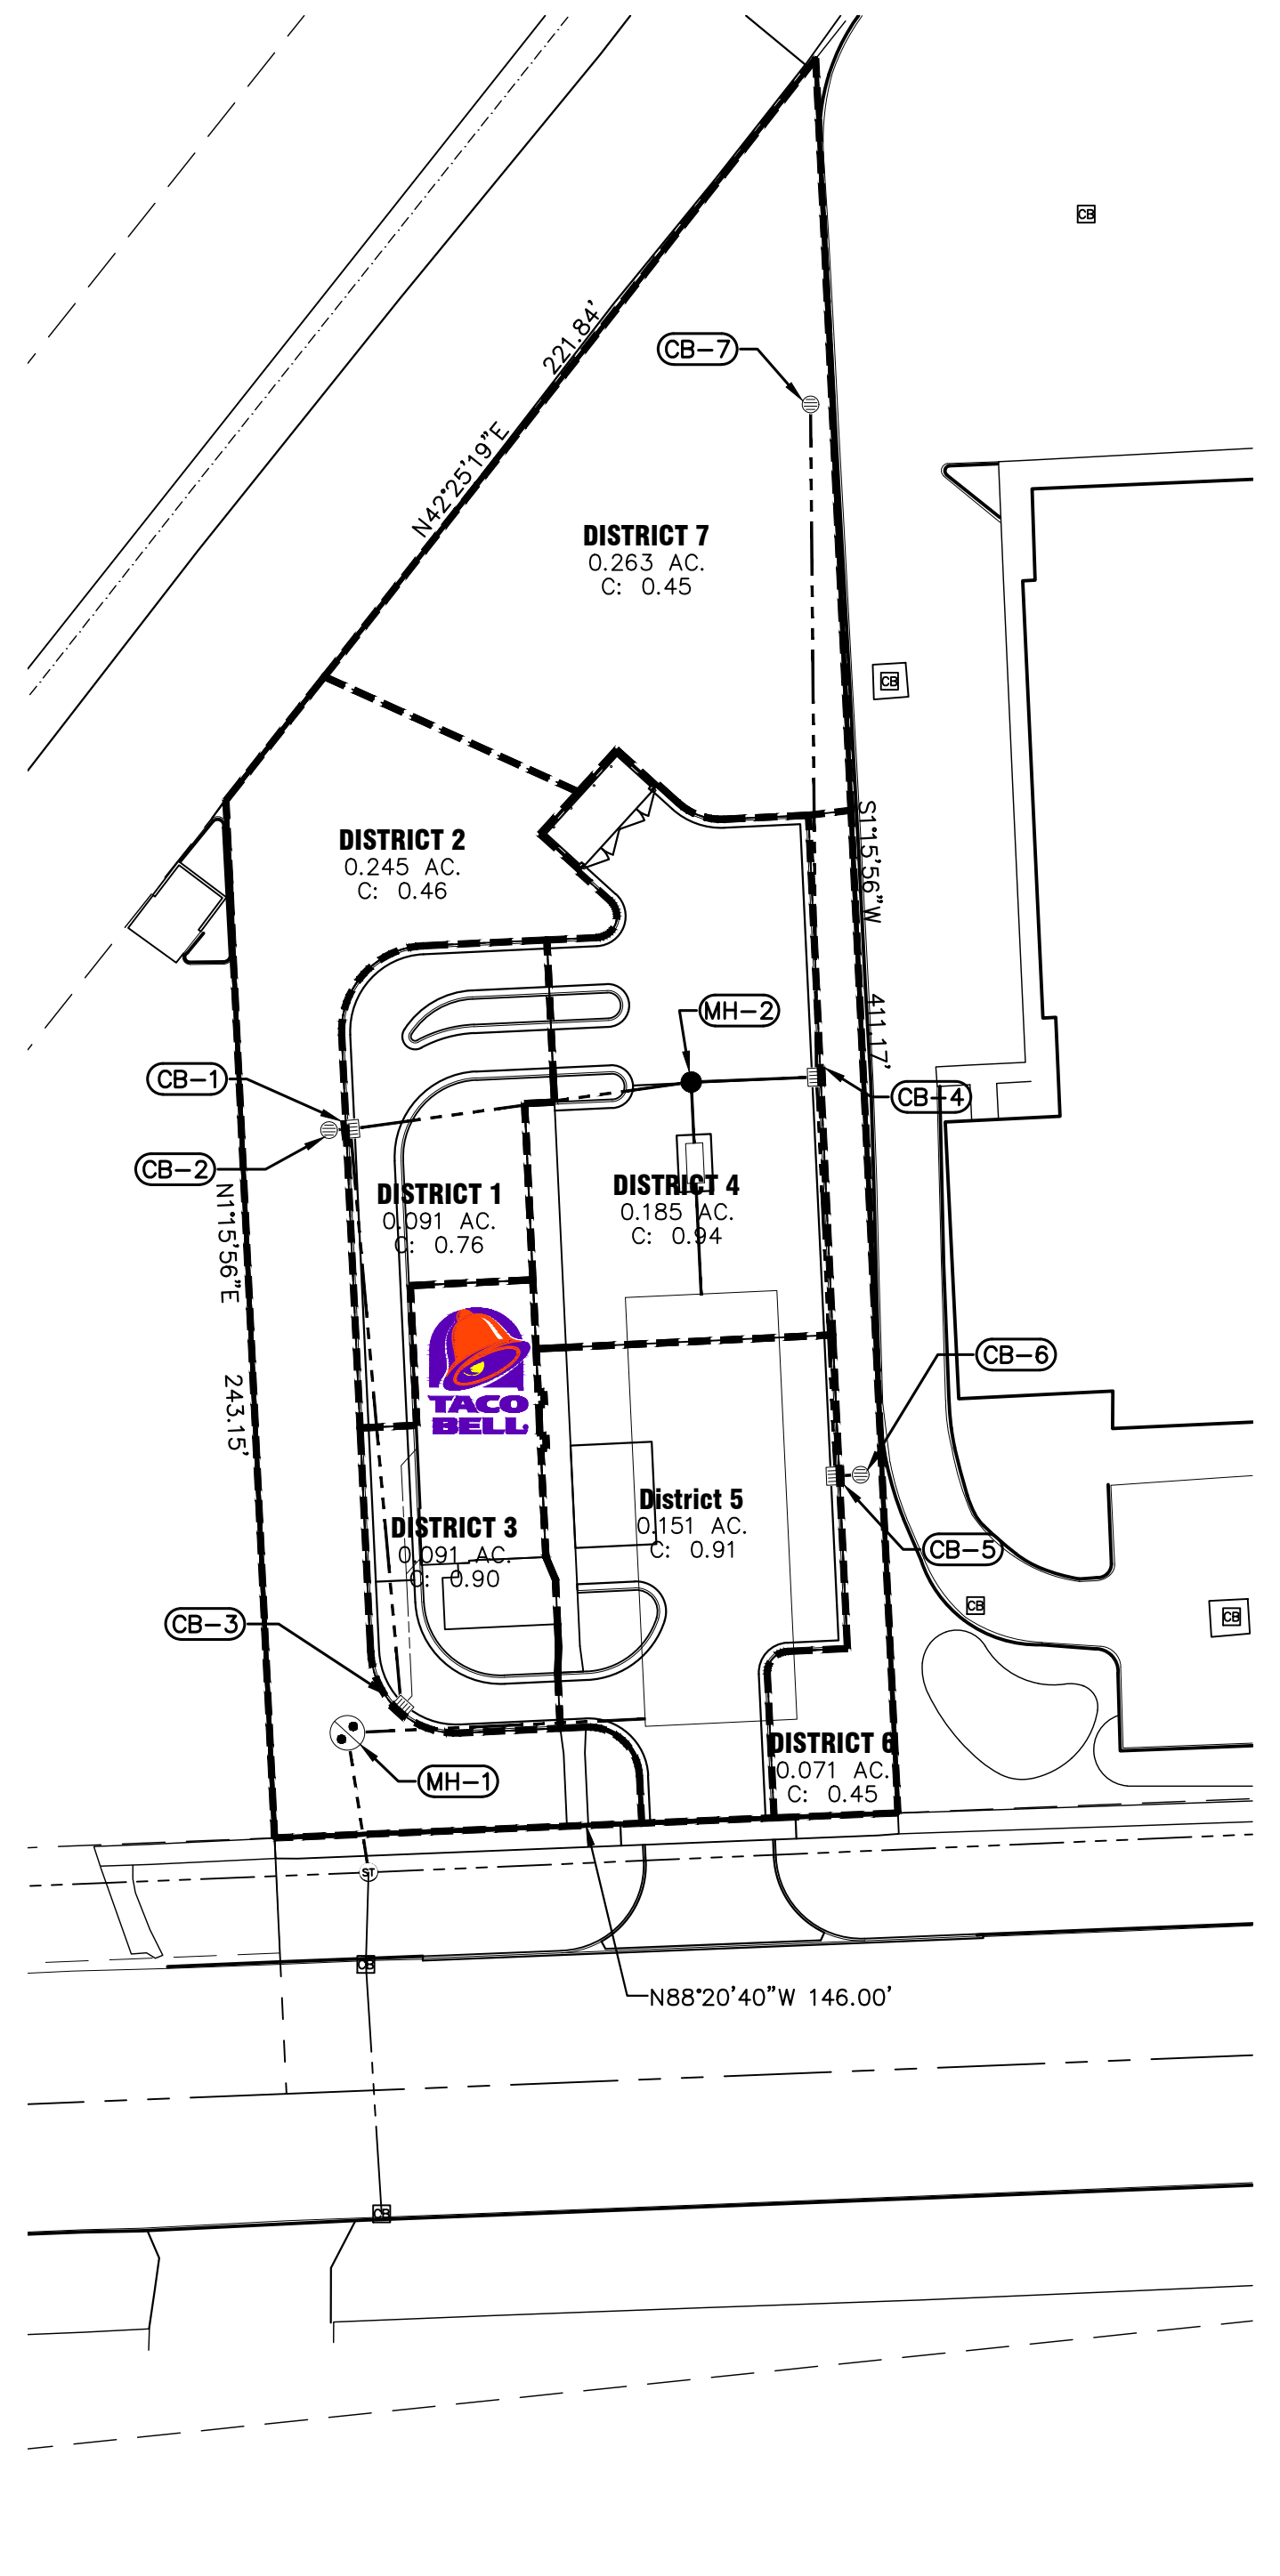 CB
221.84'
CB-7
N42°25'19"E
DISTRICT 7
0.263 AC.
C: 0.45
CB
S1°15'56"W
DISTRICT 2
0.245 AC.
C: 0.46
411.17'
MH-2
CB-1
CB-4
CB-2
DISTRICT 1
0.091 AC.
C: 0.76
DISTRICT 4
0.185 AC.
C: 0.94
N1°15'56"E
243.15'
TACO
BELL
CB-6
District 5
0.151 AC.
C: 0.91
DISTRICT 3
0.091 AC.
C: 0.90
CB-5
CB
CB
CB-3
DISTRICT 6
0.071 AC.
C: 0.45
MH-1
ST
CB
N88°20'40"W 146.00'
CB